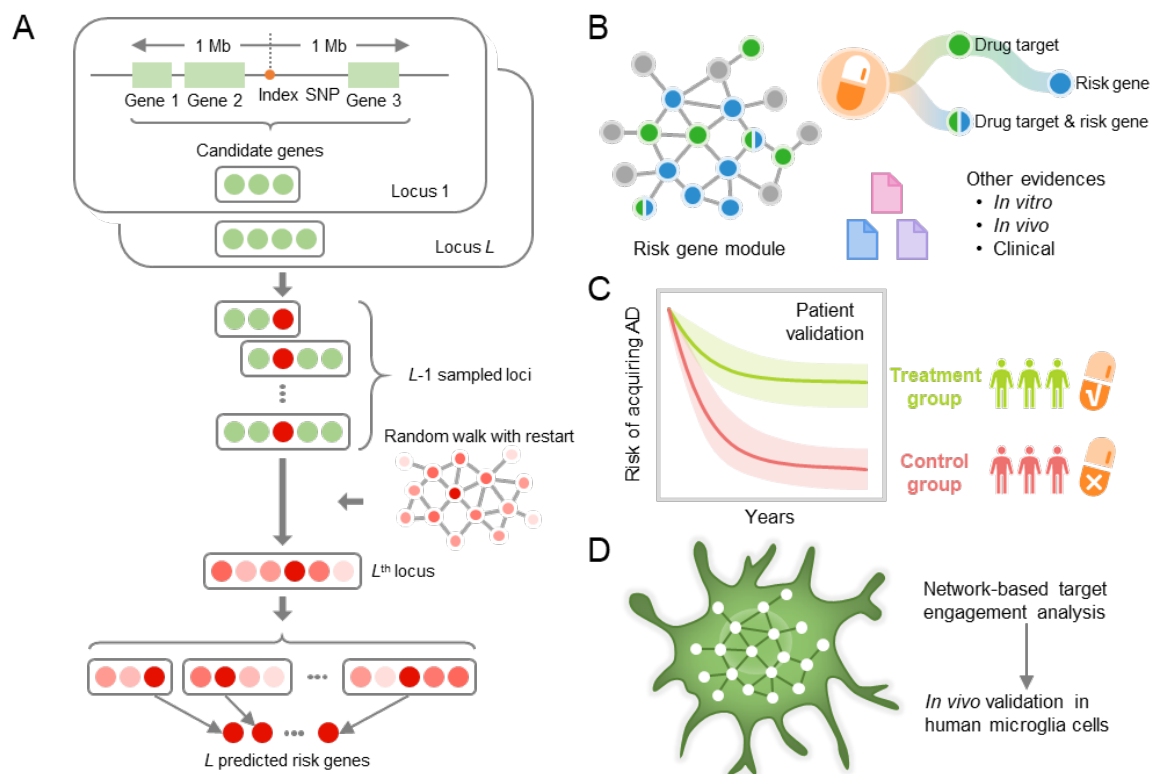 A
1 Mb 1 Mb
Gene 1 Gene 2 Index SNP Gene 3
Candidate genes
Locus 1
Locus L
L-1 sampled loci
Random walk with restart
Lth locus
L predicted risk genes
B
Risk gene module
Drug target
Risk gene
Drug target & risk gene
Other evidences
• In vitro
• In vivo
• Clinical
C
Risk of acquiring AD
Patient
validation
Years
Treatment
group
Control
group
D
Network-based target
engagement analysis
In vivo validation in
human microglia cells